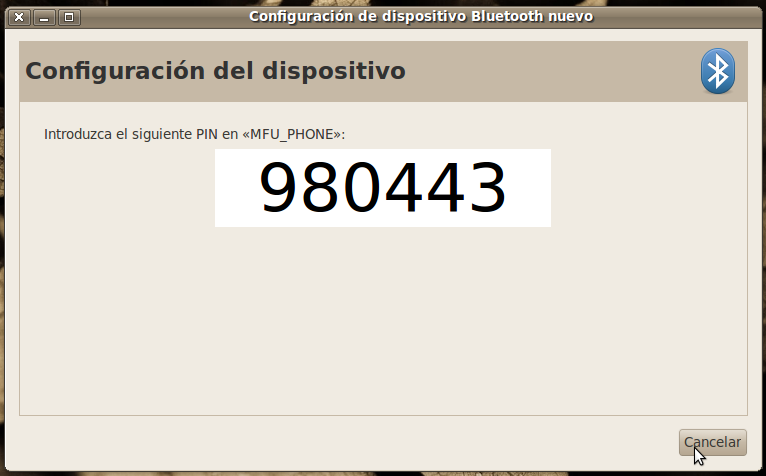 Configuración de dispositivo Bluetooth nuevo
Configuración del dispositivo
Introduzca el siguiente PIN en «MFU_PHONE»:
980443
Cancelar